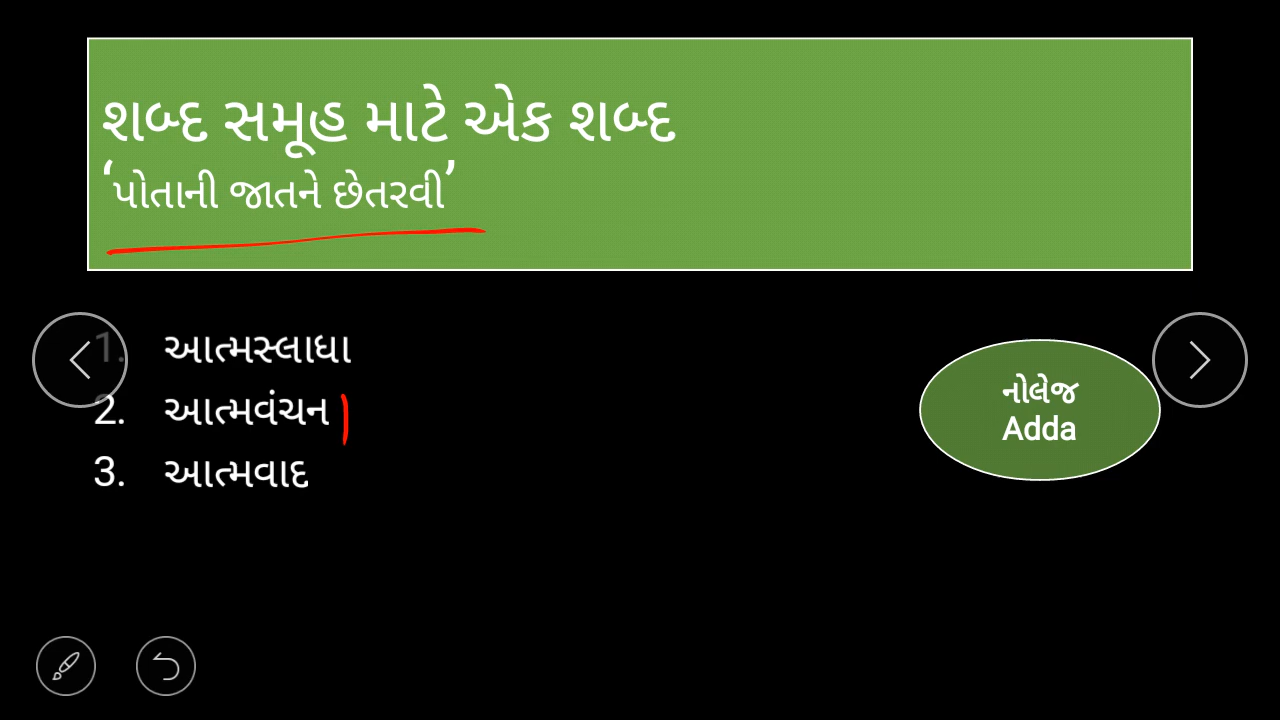 શબ્દ સમૂહ માટે એક શબ્દ
‘પોતાની જાતને છેતરવી’
1. આત્મસ્લાધા
2. આત્મવંચન
3. આત્મવાદ
નોલેજ
Adda